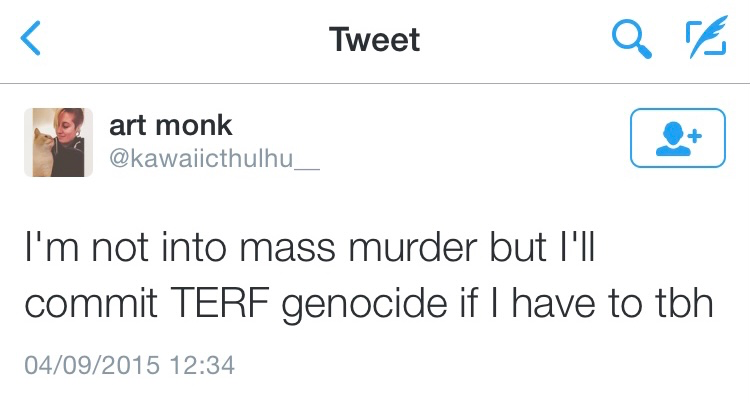 Tweet
art monk
@kawaiicthulhu__
I'm not into mass murder but I'll
commit TERF genocide if I have to tbh
04/09/2015 12:34